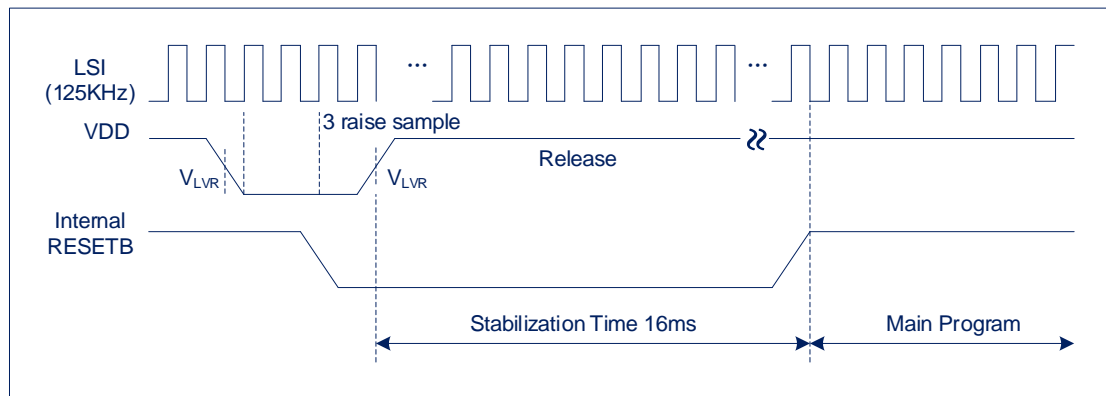 LSI
(125KHz)
... ...
3 raise sample
VDD
Release
VLVR VLVR
Internal
RESETB
Stabilization Time 16ms Main Program